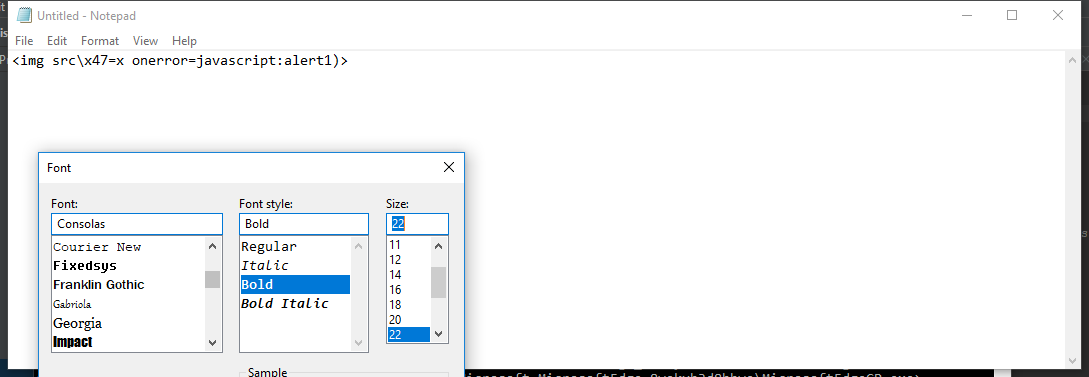 Untitled - Notepad
File Edit Format View Help
<img src\x47=x onerror=javascript:alert1)>
Font
Font: Font style: Size:
Consolas Bold 22
Courier New Regular 11
Fixedsys Italic 12
Franklin Gothic Bold 14
Gabriola Bold Italic 16
Georgia 18
Impact 20
22
Sample